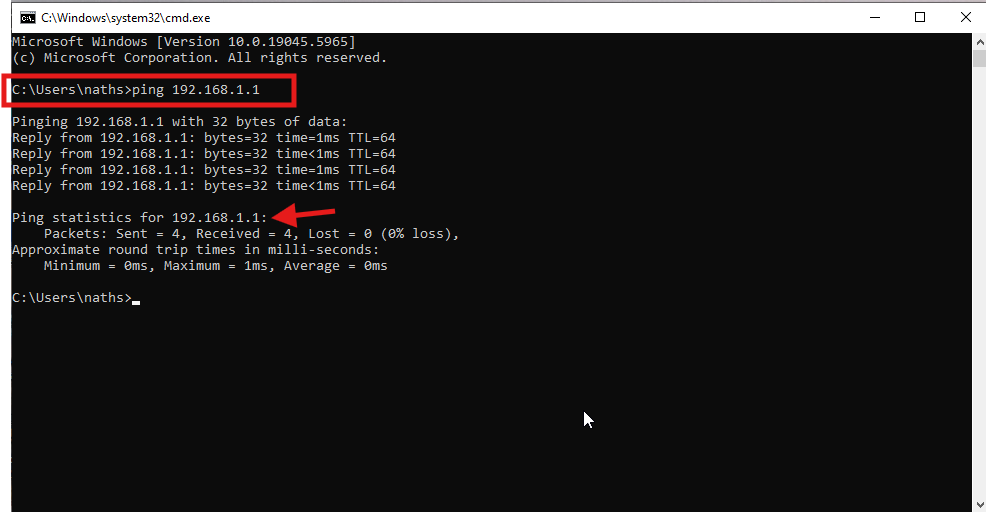 C:\Windows\system32\cmd.exe
Microsoft Windows [Version 10.0.19045.5965]
(c) Microsoft Corporation. All rights reserved.
C:\Users\naths>ping 192.168.1.1
Pinging 192.168.1.1 with 32 bytes of data:
Reply from 192.168.1.1: bytes=32 time=1ms TTL=64
Reply from 192.168.1.1: bytes=32 time<1ms TTL=64
Reply from 192.168.1.1: bytes=32 time<1ms TTL=64
Reply from 192.168.1.1: bytes=32 time<1ms TTL=64
Ping statistics for 192.168.1.1:
    Packets: Sent = 4, Received = 4, Lost = 0 (0% loss),
Approximate round trip times in milli-seconds:
    Minimum = 0ms, Maximum = 1ms, Average = 0ms
C:\Users\naths>